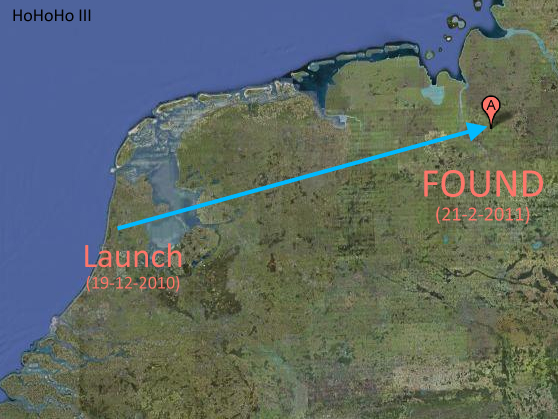 HoHoHo III
A
FOUND
(21-2-2011)
Launch
(19-12-2010)